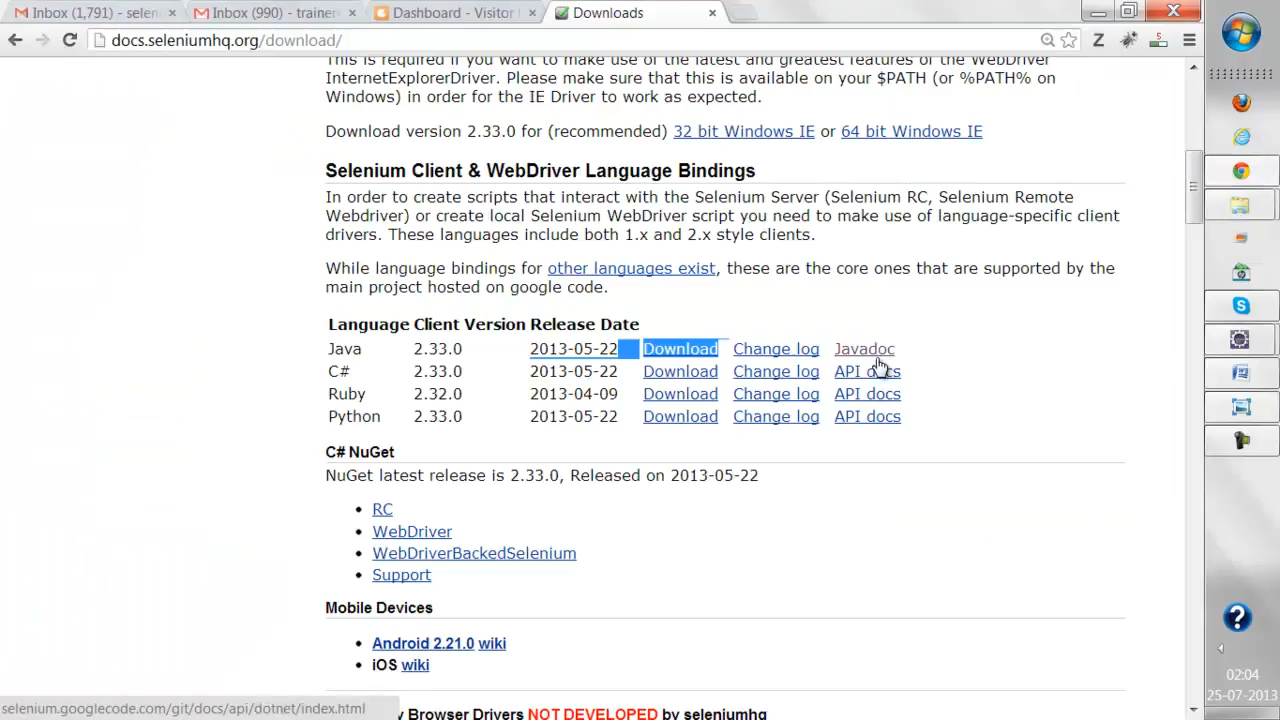 Inbox (1,791) - selen
Inbox (990) - trainer
Dashboard - Visitor
Downloads
docs.seleniumhq.org/download/
Z
5
This is required if you want to make use of the latest and greatest features of the WebDriver
InternetExplorerDriver. Please make sure that this is available on your $PATH (or %PATH% on
Windows) in order for the IE Driver to work as expected.
Download version 2.33.0 for (recommended) 32 bit Windows IE or 64 bit Windows IE
Selenium Client & WebDriver Language Bindings
In order to create scripts that interact with the Selenium Server (Selenium RC, Selenium Remote
Webdriver) or create local Selenium WebDriver script you need to make use of language-specific client
drivers. These languages include both 1.x and 2.x style clients.
While language bindings for other languages exist, these are the core ones that are supported by the
main project hosted on google code.
Language Client Version Release Date
Java 2.33.0 2013-05-22 Download Change log Javadoc
C# 2.33.0 2013-05-22 Download Change log API docs
Ruby 2.32.0 2013-04-09 Download Change log API docs
Python 2.33.0 2013-05-22 Download Change log API docs
C# NuGet
NuGet latest release is 2.33.0, Released on 2013-05-22
• RC
• WebDriver
• WebDriverBackedSelenium
• Support
Mobile Devices
• Android 2.21.0 wiki
• iOS wiki
y Browser Drivers NOT DEVELOPED by seleniumhq
selenium.googlecode.com/git/docs/api/dotnet/index.html
02:04
25-07-2013